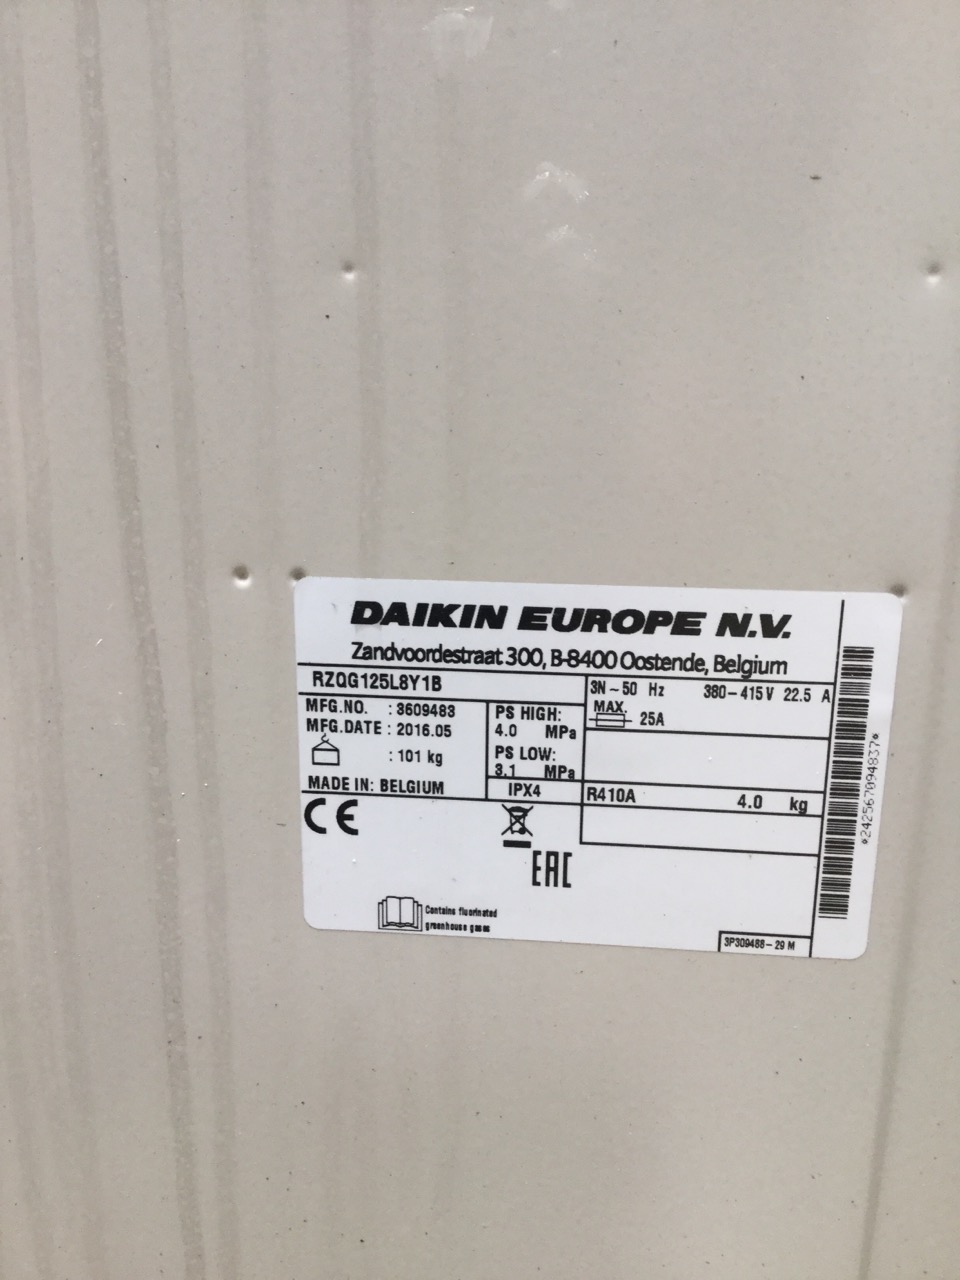 DAIKIN EUROPE N.V.
Zandvoordestraat 300, B-8400 Oostende, Belgium
RZQG125L8Y1B
3N~50 Hz 380-415V 22.5 A
MAX. 25A
MFG.NO. : 3609483
MFG.DATE : 2016.05
: 101 kg
MADE IN: BELGIUM
PS HIGH:
4.0 MPa
PS LOW:
3.1 MPa
IPX4
R410A 4.0 kg
CE
EAC
Contains fluorinated
greenhouse gases
3P309488-29 M
*242567094837*